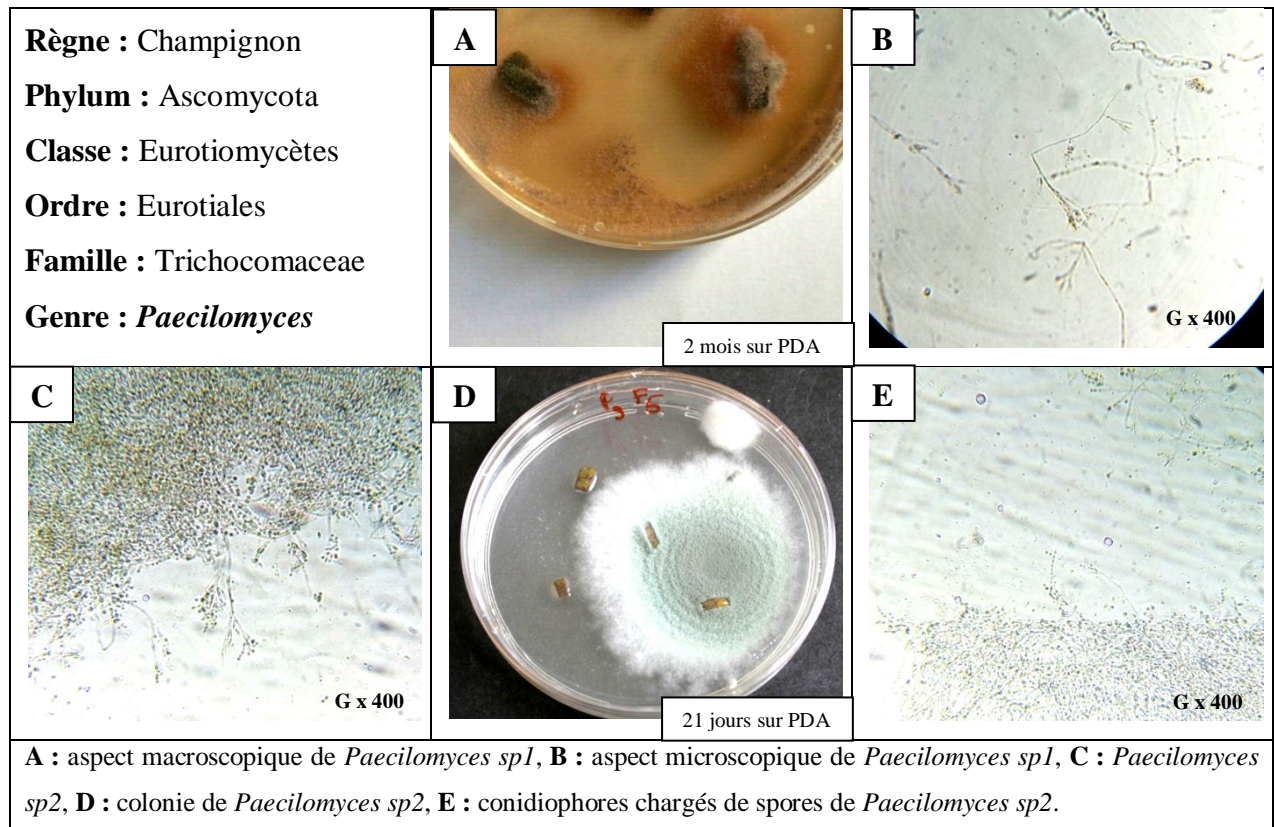 Règne : Champignon
Phylum : Ascomycota
Classe : Eurotiomycètes
Ordre : Eurotiales
Famille : Trichocomaceae
Genre : Paecilomyces
A
2 mois sur PDA
B
G x 400
C
G x 400
D
P9 F5
21 jours sur PDA
E
G x 400
A : aspect macroscopique de Paecilomyces sp1, B : aspect microscopique de Paecilomyces sp1, C : Paecilomyces
sp2, D : colonie de Paecilomyces sp2, E : conidiophores chargés de spores de Paecilomyces sp2.